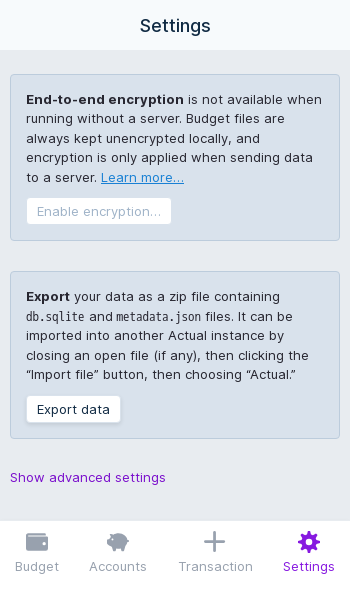 Settings
End-to-end encryption is not available when
running without a server. Budget files are
always kept unencrypted locally, and
encryption is only applied when sending data
to a server. Learn more…
Enable encryption…
Export your data as a zip file containing
db.sqlite and metadata.json files. It can be
imported into another Actual instance by
closing an open file (if any), then clicking the
“Import file” button, then choosing “Actual.”
Export data
Show advanced settings
Budget Accounts Transaction Settings